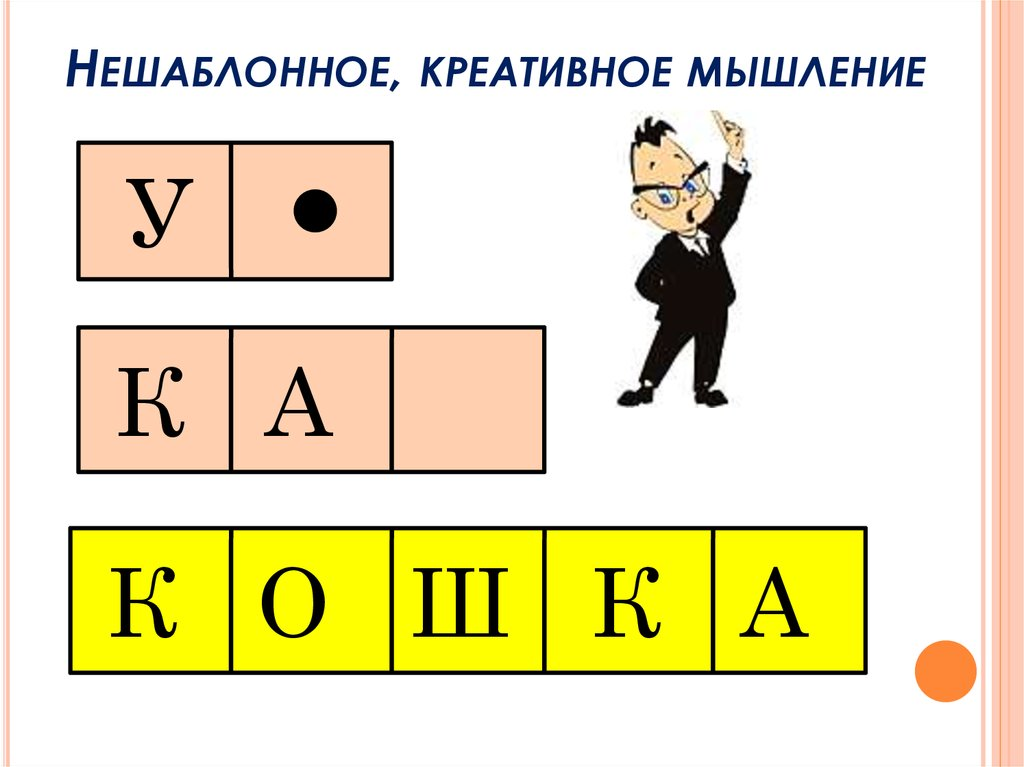 Нешаблонное, креативное мышление
У •
К А
К О Ш К А